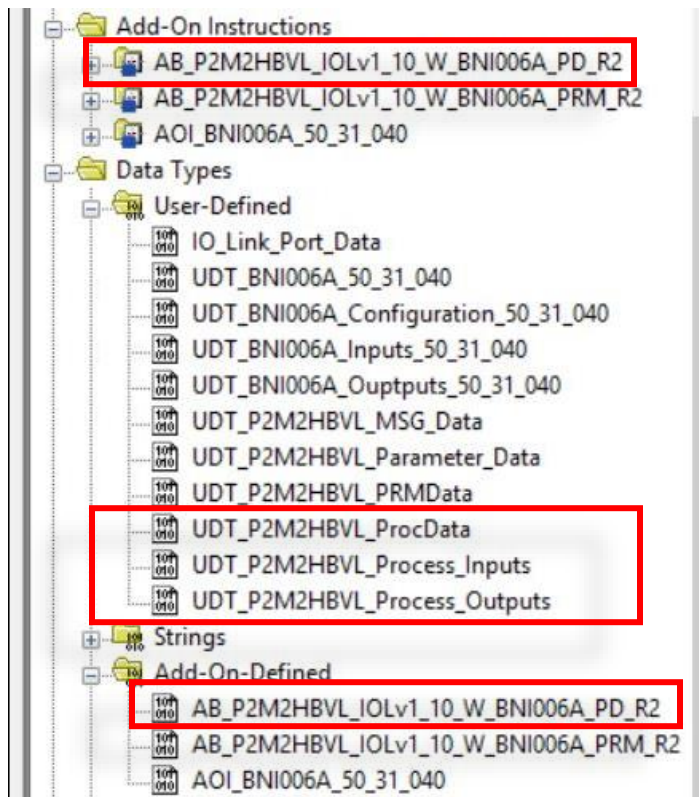 Add-On Instructions
AB_P2M2HBVL_IOLv1_10_W_BNI006A_PD_R2
AB_P2M2HBVL_IOLv1_10_W_BNI006A_PRM_R2
AOI_BNI006A_50_31_040
Data Types
User-Defined
IO_Link_Port_Data
UDT_BNI006A_50_31_040
UDT_BNI006A_Configuration_50_31_040
UDT_BNI006A_Inputs_50_31_040
UDT_BNI006A_Ouptputs_50_31_040
UDT_P2M2HBVL_MSG_Data
UDT_P2M2HBVL_Parameter_Data
UDT_P2M2HBVL_PRMData
UDT_P2M2HBVL_ProcData
UDT_P2M2HBVL_Process_Inputs
UDT_P2M2HBVL_Process_Outputs
Strings
Add-On-Defined
AB_P2M2HBVL_IOLv1_10_W_BNI006A_PD_R2
AB_P2M2HBVL_IOLv1_10_W_BNI006A_PRM_R2
AOI_BNI006A_50_31_040